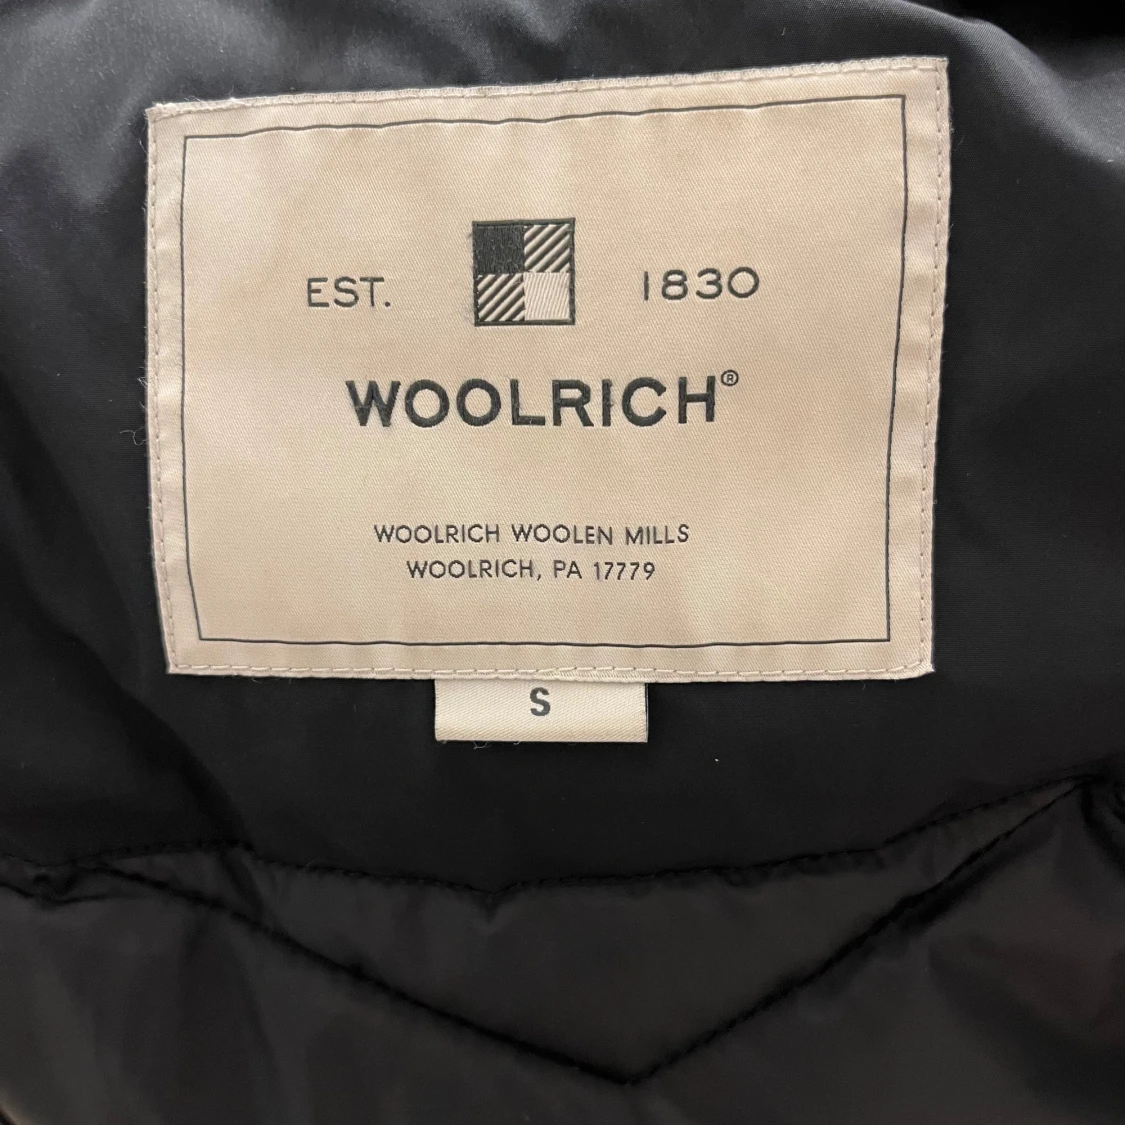 EST. 1830
WOOLRICH®
WOOLRICH WOOLEN MILLS
WOOLRICH, PA 17779
S